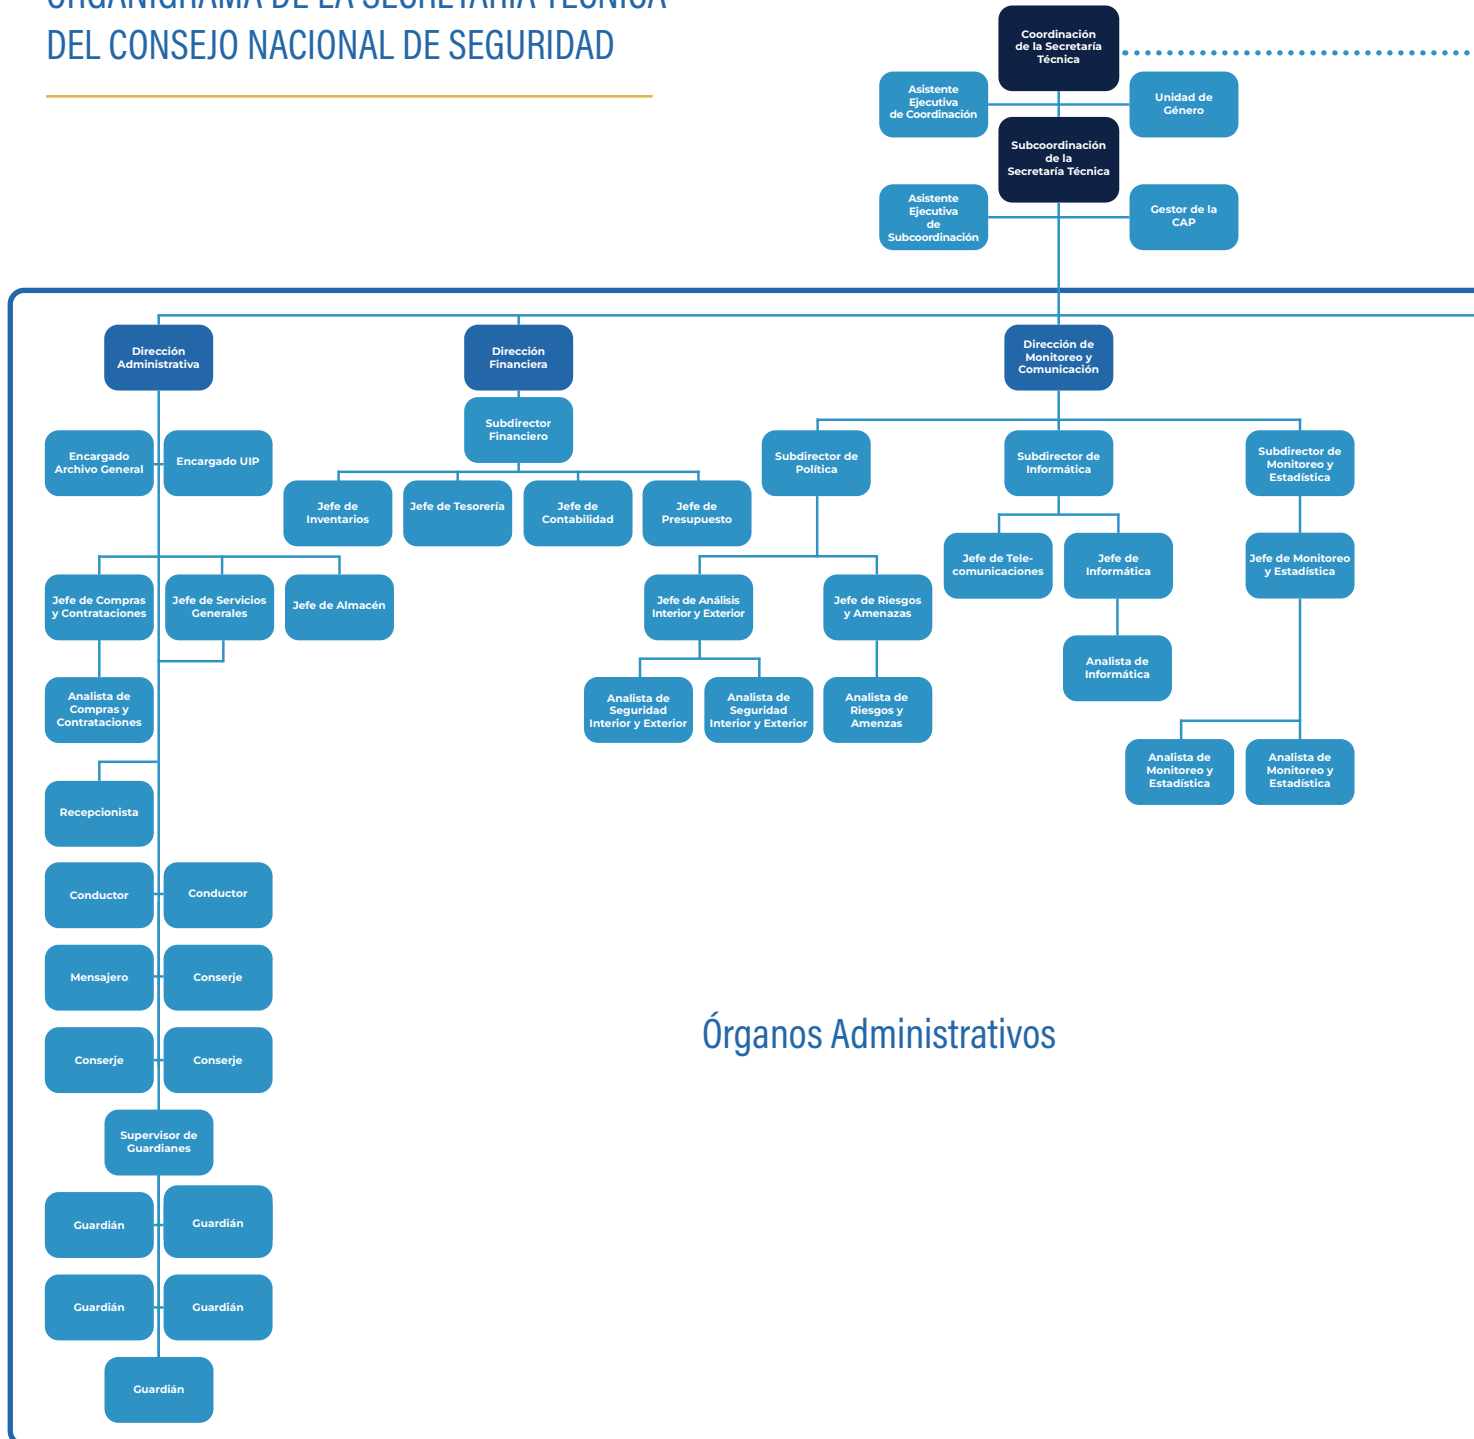 ORGANIGRAMA DE LA SECRETARÍA TÉCNICA
DEL CONSEJO NACIONAL DE SEGURIDAD
Coordinación
de la Secretaría
Técnica
Asistente
Ejecutiva
de Coordinación
Unidad de
Género
Subcoordinación
de la
Secretaría Técnica
Asistente
Ejecutiva
de
Subcoordinación
Gestor de la
CAP
Dirección
Administrativa
Dirección
Financiera
Dirección de
Monitoreo y
Comunicación
Subdirector
Financiero
Encargado
Archivo General
Encargado UIP
Subdirector de
Política
Subdirector de
Informática
Subdirector de
Monitoreo y
Estadística
Jefe de
Inventarios
Jefe de Tesorería
Jefe de
Contabilidad
Jefe de
Presupuesto
Jefe de Tele-
comunicaciones
Jefe de
Informática
Jefe de Monitoreo
y Estadística
Jefe de Compras
y Contrataciones
Jefe de Servicios
Generales
Jefe de Almacén
Jefe de Análisis
Interior y Exterior
Jefe de Riesgos
y Amenazas
Analista de
Informática
Analista de
Compras y
Contrataciones
Analista de
Seguridad
Interior y Exterior
Analista de
Seguridad
Interior y Exterior
Analista de
Riesgos y
Amenzas
Analista de
Monitoreo y
Estadística
Analista de
Monitoreo y
Estadística
Recepcionista
Conductor
Conductor
Mensajero
Conserje
Conserje
Conserje
Órganos Administrativos
Supervisor de
Guardianes
Guardián
Guardián
Guardián
Guardián
Guardián